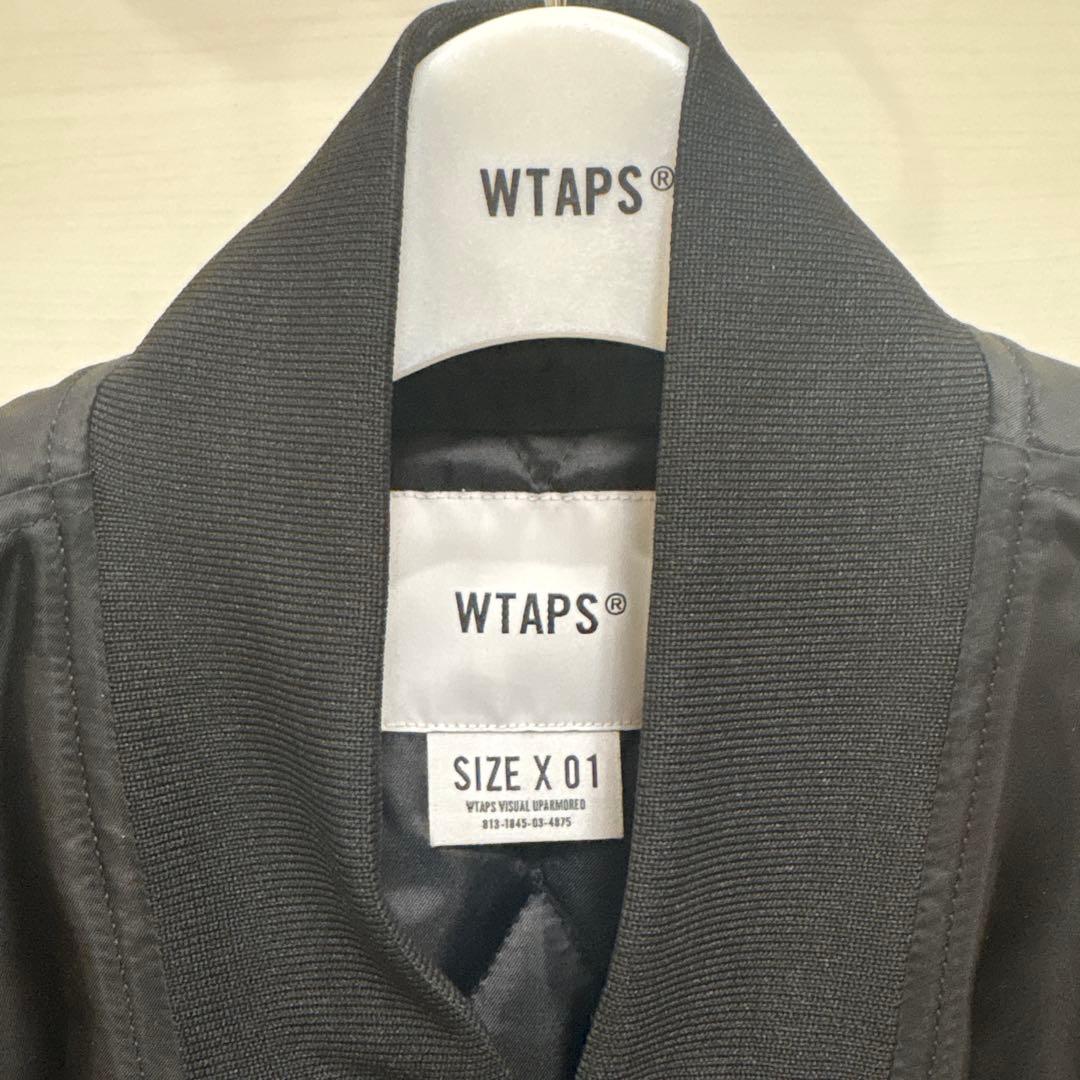 WTAPS®
WTAPS®
SIZE X 01
WTAPS VISUAL UPARMORED
813-1845-03-4875